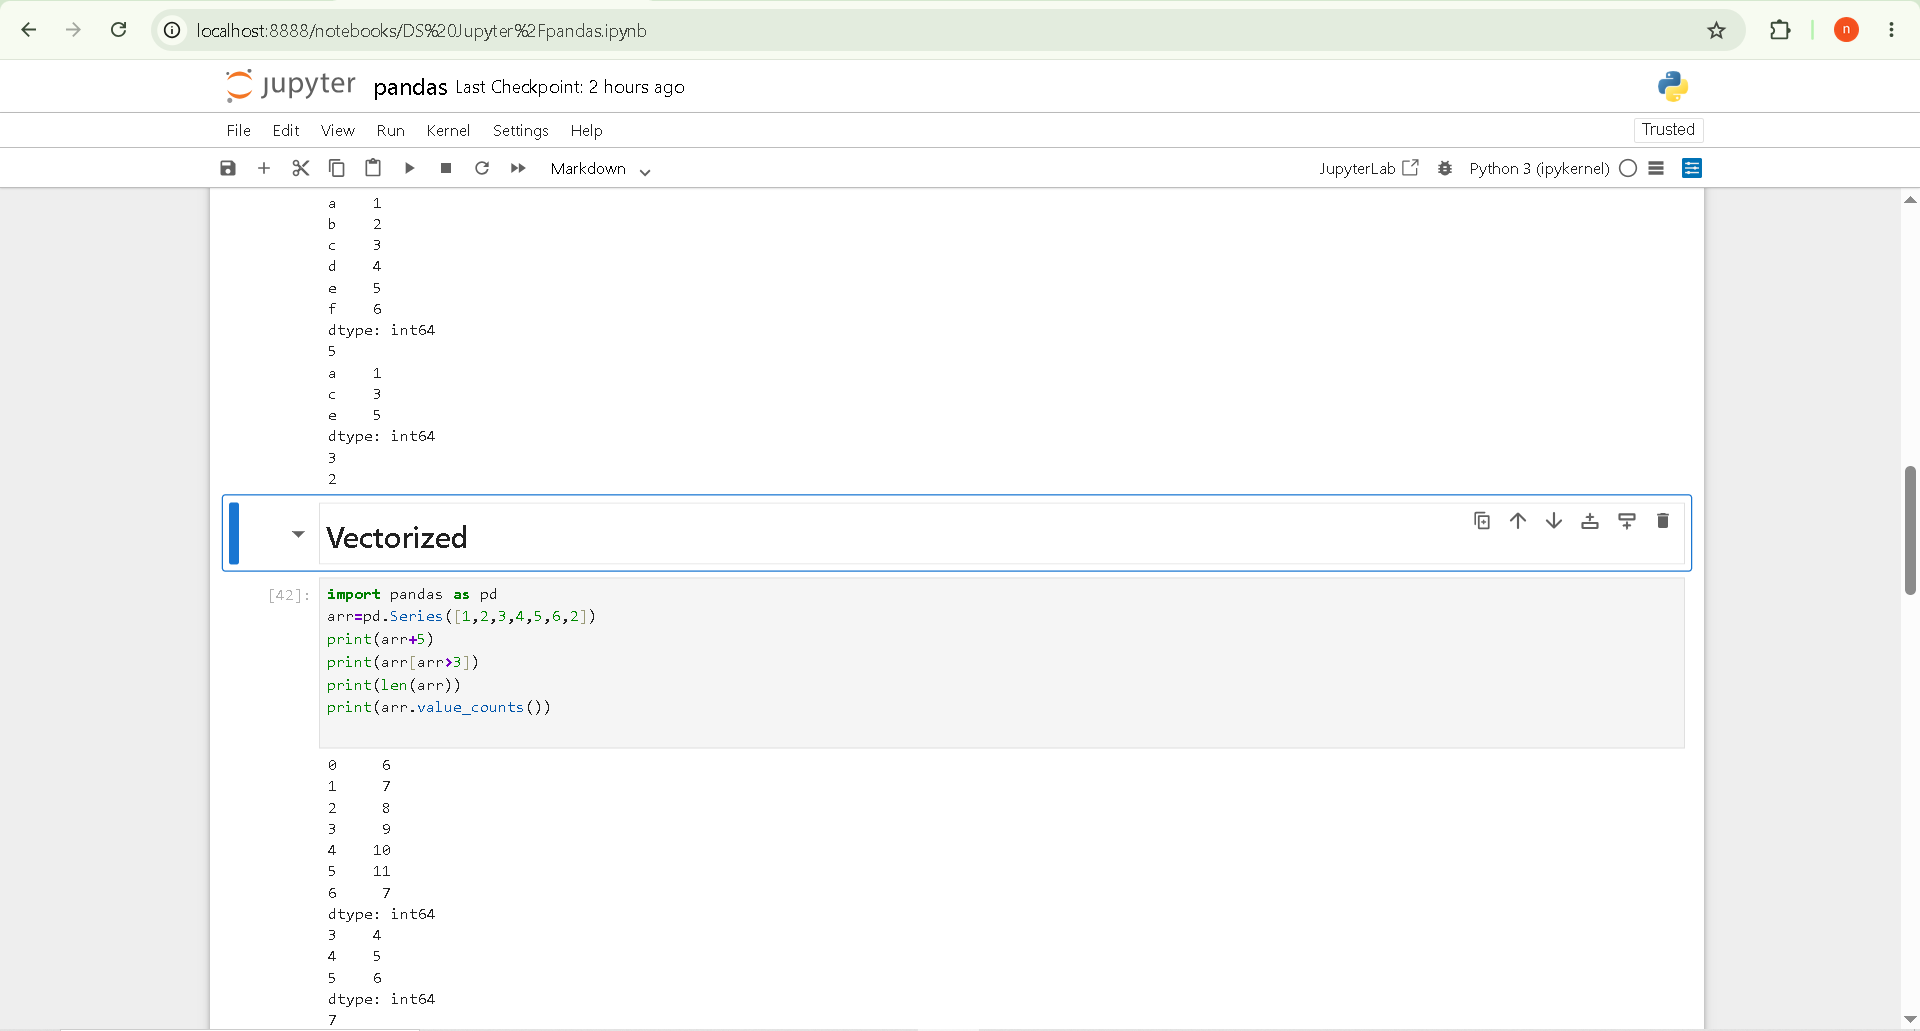 localhost:8888/notebooks/DS%20Jupyter%2Fpandas.ipynb
n
jupyter pandas Last Checkpoint: 2 hours ago
File Edit View Run Kernel Settings Help
Trusted
Markdown
JupyterLab
Python 3 (ipykernel)
a 1
b 2
c 3
d 4
e 5
f 6
dtype: int64
5
a 1
c 3
e 5
dtype: int64
3
2
Vectorized
[42]:
import pandas as pd
arr=pd.Series([1,2,3,4,5,6,2])
print(arr+5)
print(arr[arr>3])
print(len(arr))
print(arr.value_counts())
0 6
1 7
2 8
3 9
4 10
5 11
6 7
dtype: int64
3 4
4 5
5 6
dtype: int64
7